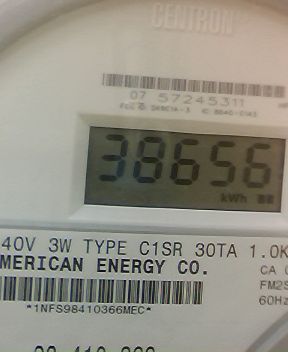 CENTRON
07 57245311
38656
kWh
40V 3W TYPE C1SR 30TA 1.0K
MERICAN ENERGY CO.
CA
FM2S
60Hz
*1NFS98410366MEC*